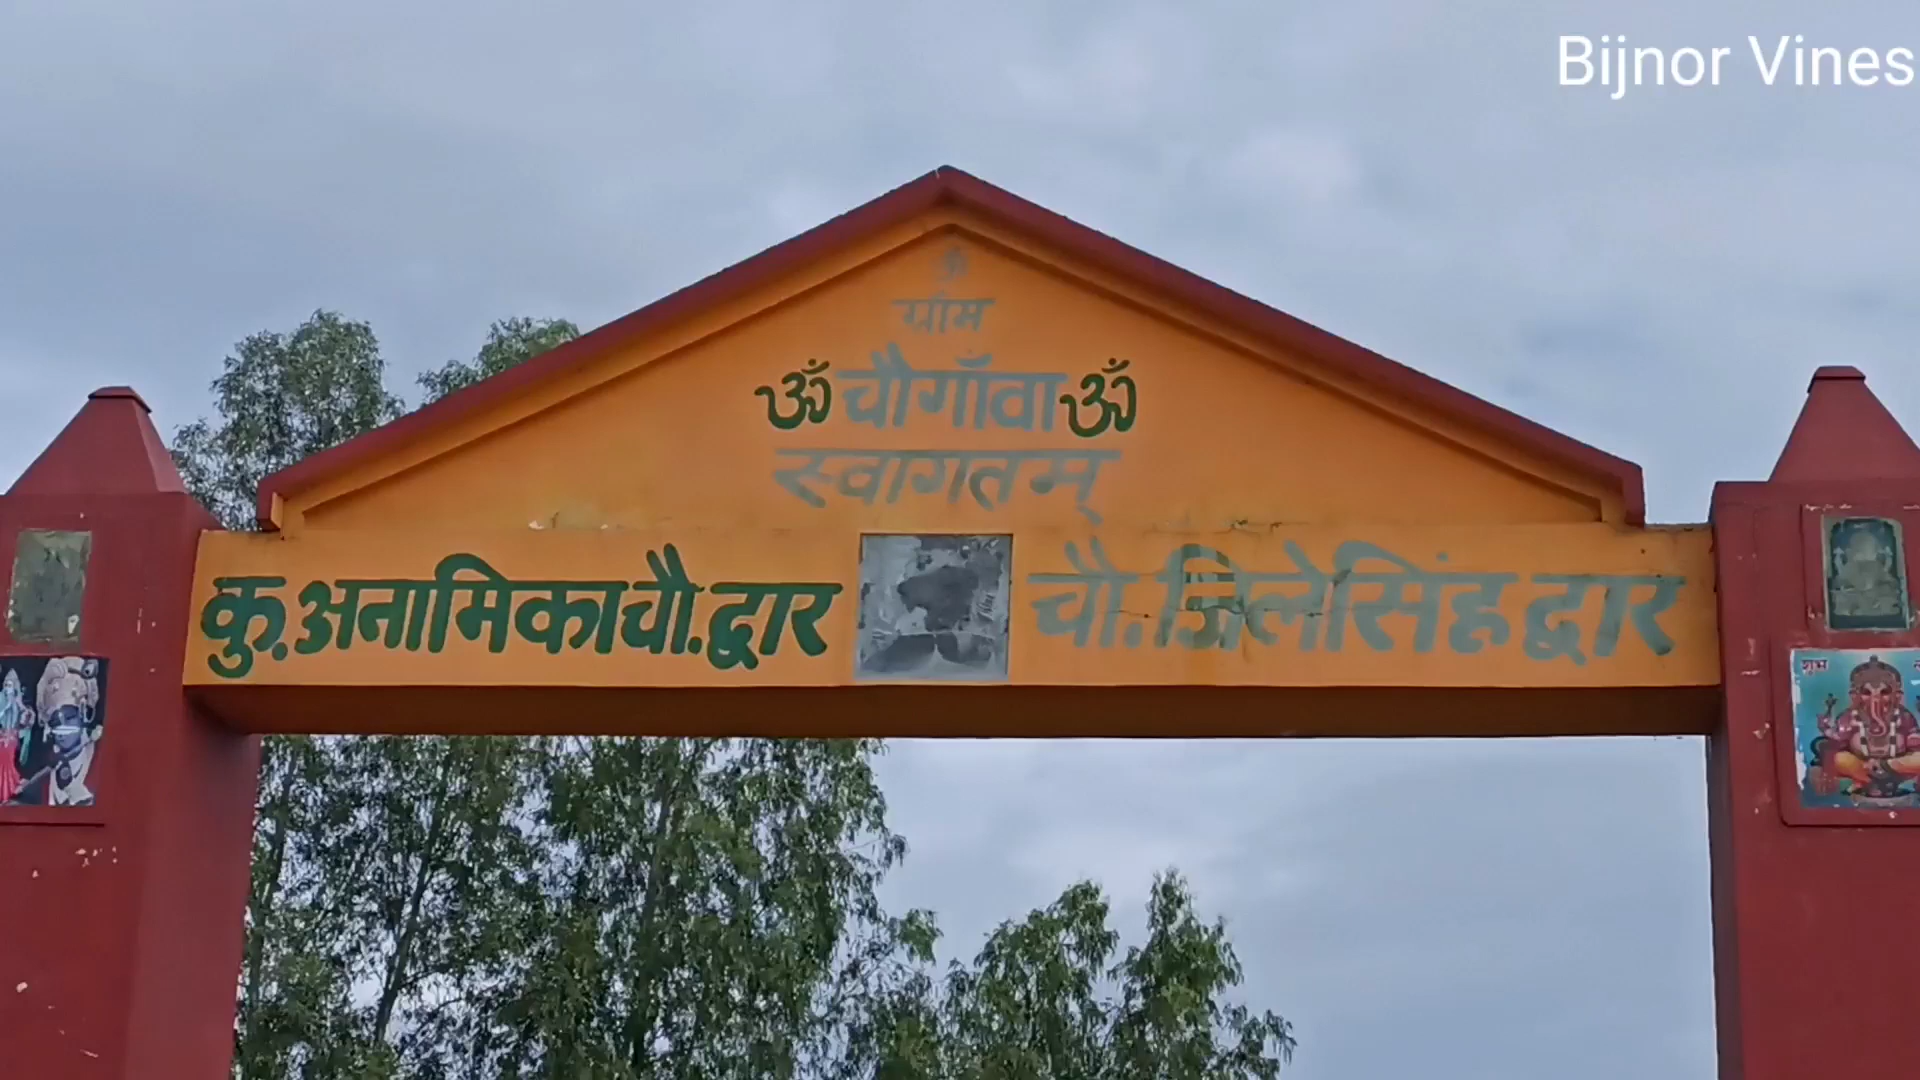 Bijnor Vines
ॐ
ग्रीम
ॐ चौगाँवा ॐ
स्वागतम्
कु. अनामिका चौ. द्वार
चौ. जिलेसिंह द्वार
शुभ